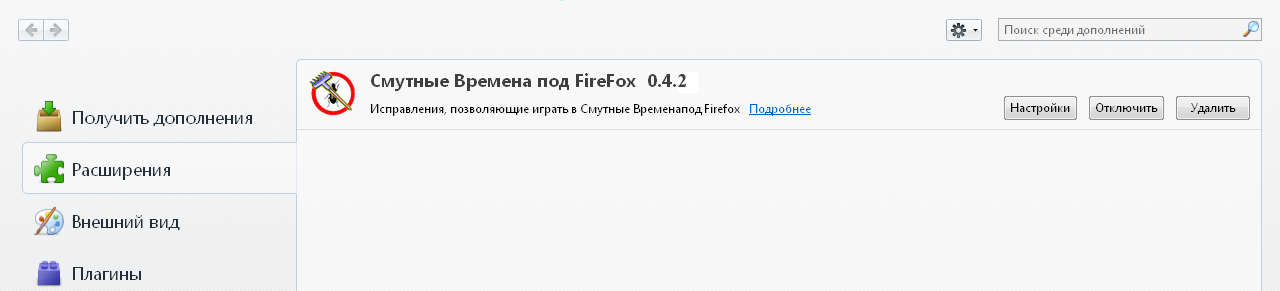 Поиск среди дополнений
Получить дополнения
Расширения
Внешний вид
Плагины
Смутные Времена под FireFox 0.4.2
Исправления, позволяющие играть в Смутные Временапод Firefox Подробнее
Настройки Отключить Удалить